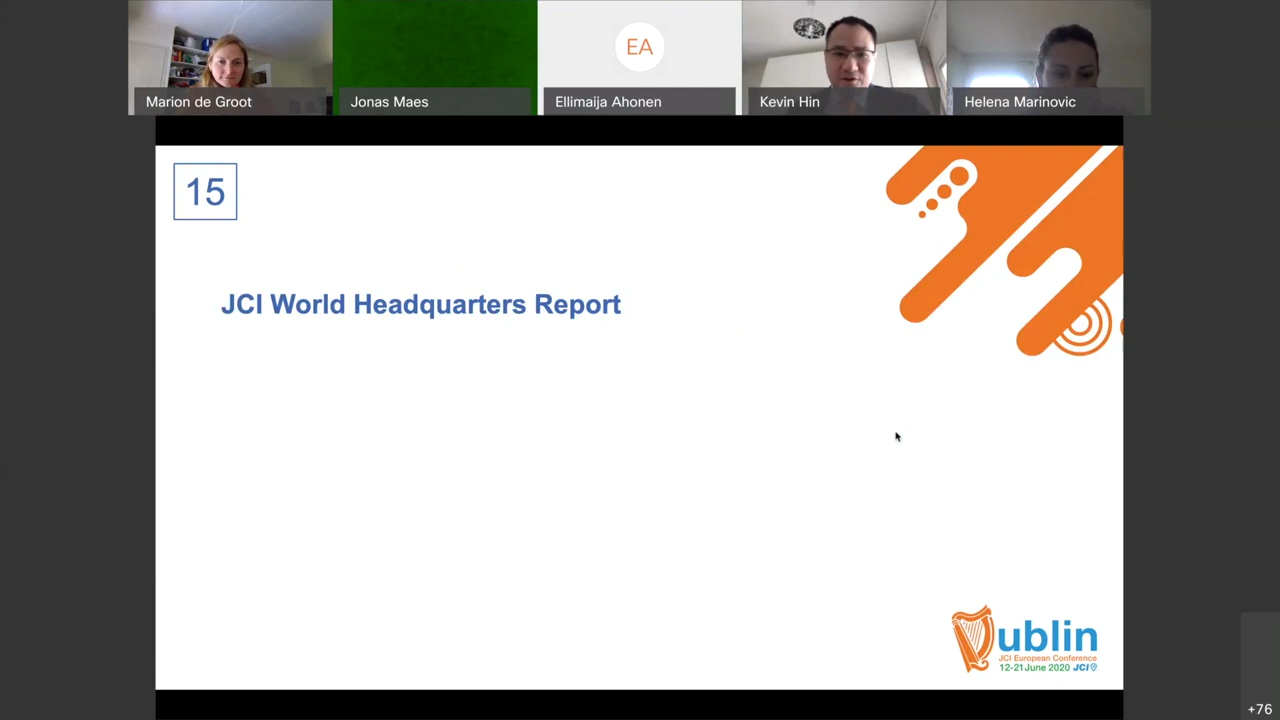 Marion de Groot
Jonas Maes
EA
Ellimaija Ahonen
Kevin Hin
Helena Marinovic
15
JCI World Headquarters Report
Dublin
JCI European Conference
12-21 June 2020 JCI
+76